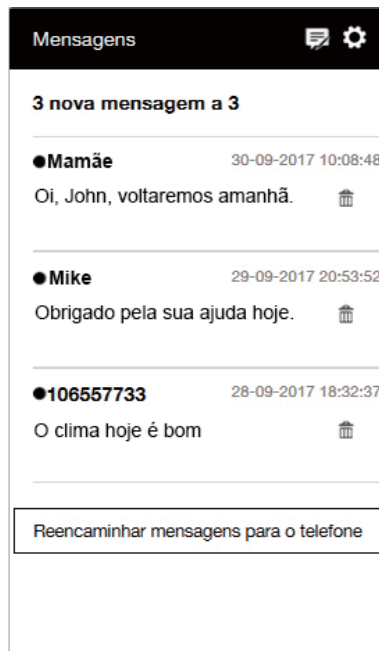 Mensagens
3 nova mensagem a 3
Mamãe 30-09-2017 10:08:48
Oi, John, voltaremos amanhã.
Mike 29-09-2017 20:53:52
Obrigado pela sua ajuda hoje.
106557733 28-09-2017 18:32:37
O clima hoje é bom
Reencaminhar mensagens para o telefone